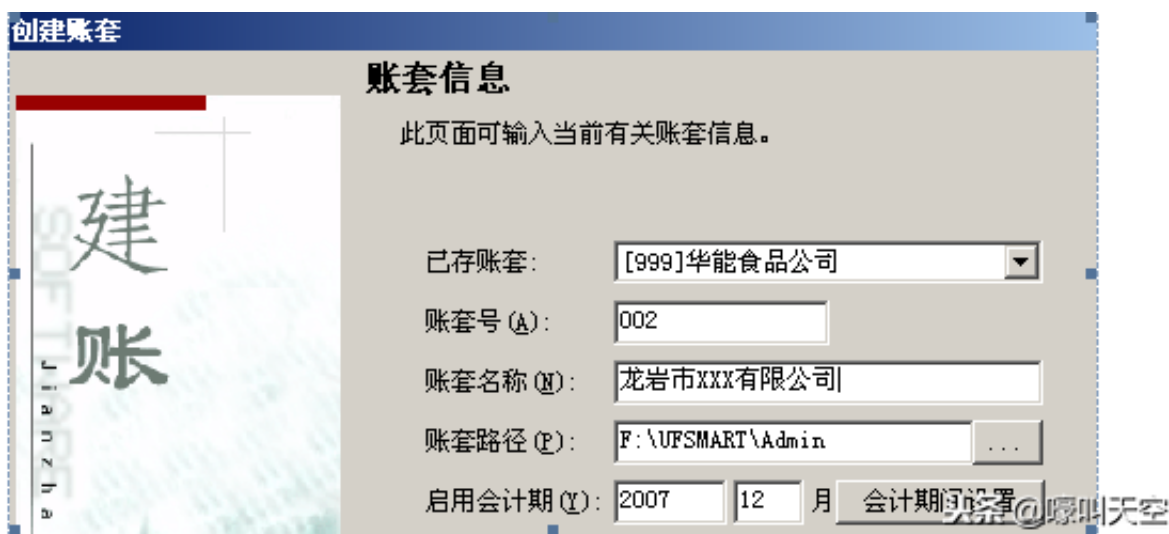 创建账套
账套信息
此页面可输入当前有关账套信息。
建账
SOFTWARE
Jianzha
已存账套: [999]华能食品公司
账套号(A): 002
账套名称(N): 龙岩市XXX有限公司
账套路径(P): F:\UFSMART\Admin ...
启用会计期(Y): 2007 12 月 会计期间设置
头条 @嚎叫天空